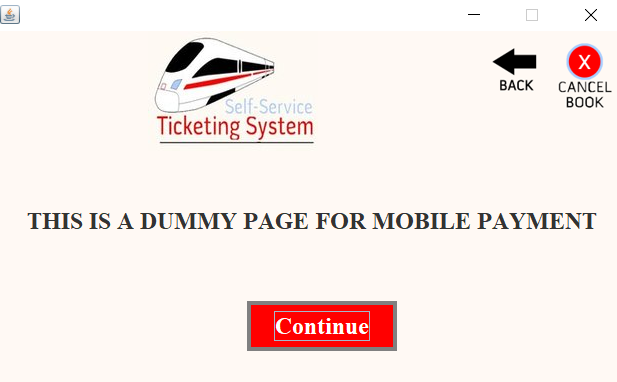 Self-Service
Ticketing System
BACK
X
CANCEL
BOOK
THIS IS A DUMMY PAGE FOR MOBILE PAYMENT
Continue